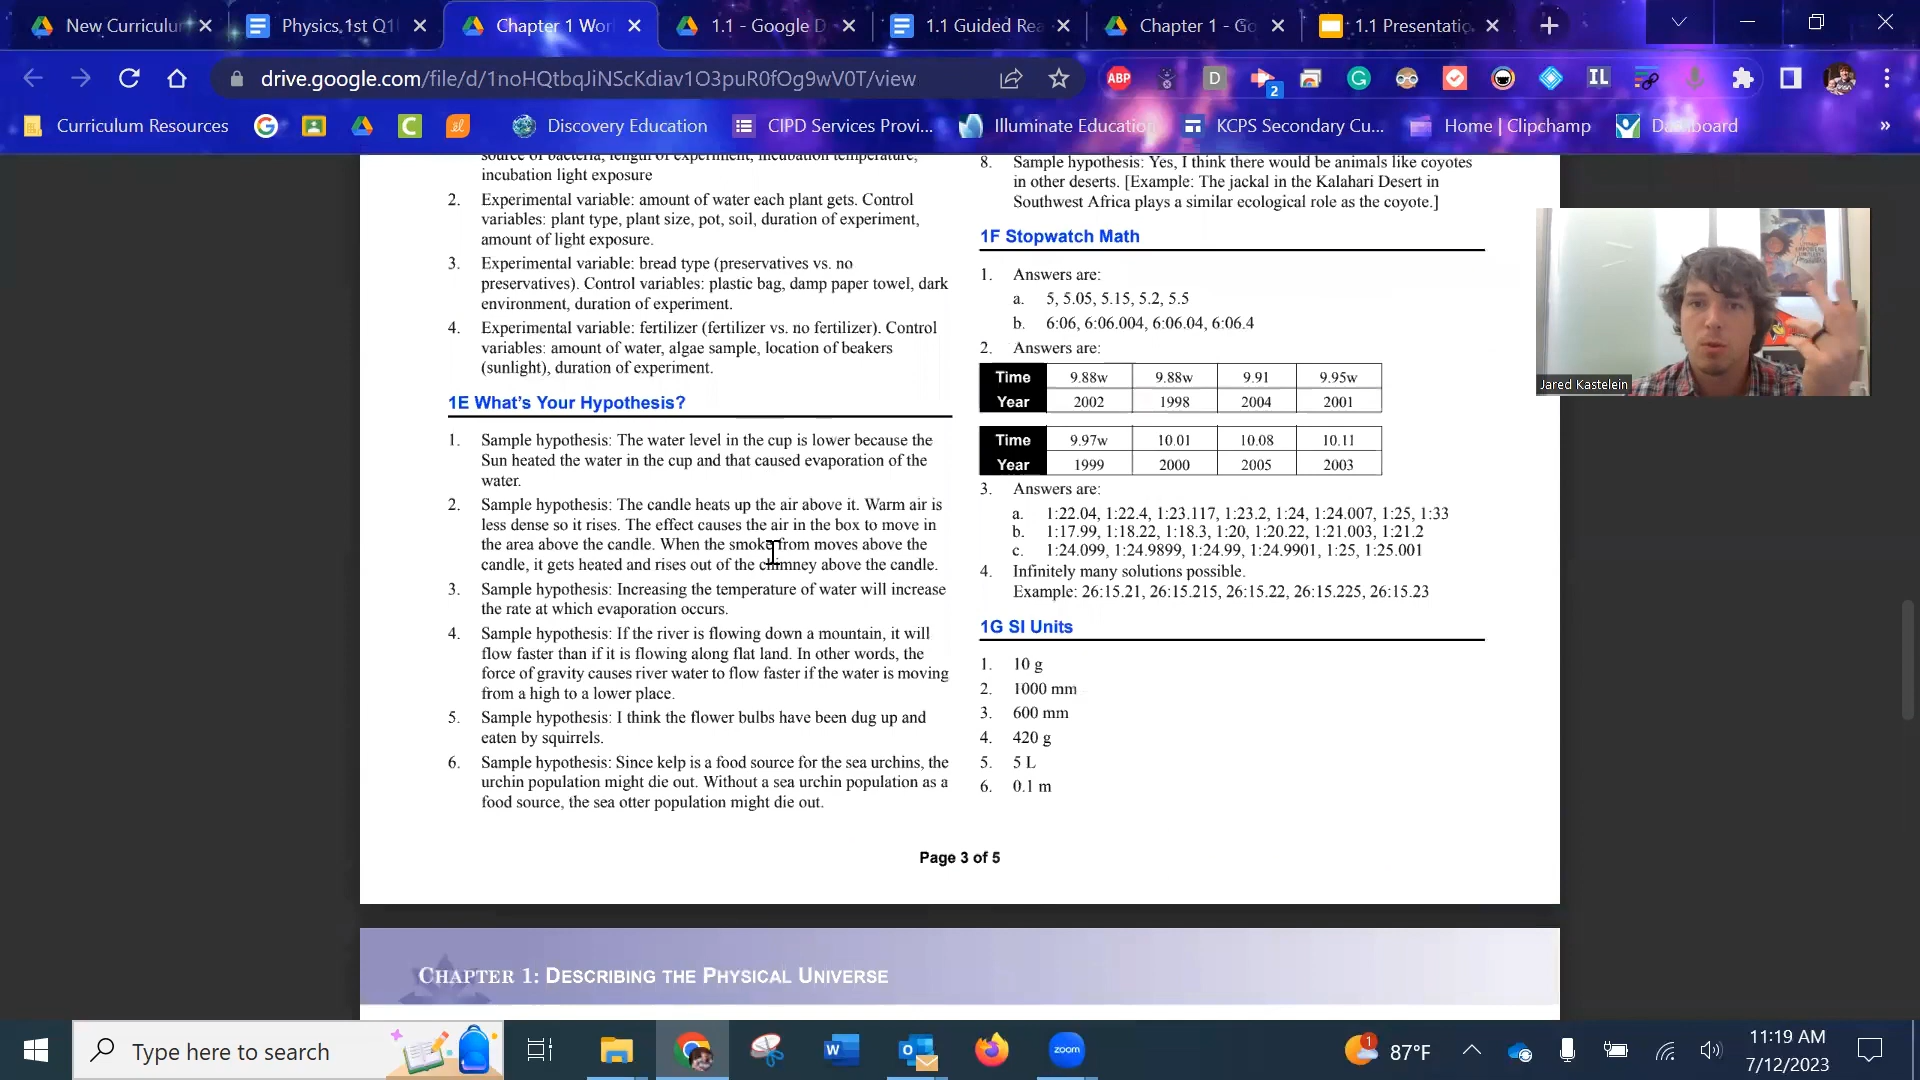 New Curriculu
Physics 1st Q1
Chapter 1 Wor
1.1 - Google D
1.1 Guided Rea
Chapter 1 - Go
1.1 Presentatio
drive.google.com/file/d/1noHQtbqJiNScKdiav1O3puR0fOg9wV0T/view
ABP
D
2
IL
Curriculum Resources
Discovery Education
CIPD Services Provi...
Illuminate Education
KCPS Secondary Cu...
Home | Clipchamp
Dashboard
»
source of bacteria, length of experiment, incubation temperature,
incubation light exposure
2. Experimental variable: amount of water each plant gets. Control
variables: plant type, plant size, pot, soil, duration of experiment,
amount of light exposure.
3. Experimental variable: bread type (preservatives vs. no
preservatives). Control variables: plastic bag, damp paper towel, dark
environment, duration of experiment.
4. Experimental variable: fertilizer (fertilizer vs. no fertilizer). Control
variables: amount of water, algae sample, location of beakers
(sunlight), duration of experiment.
1E What's Your Hypothesis?
1. Sample hypothesis: The water level in the cup is lower because the
Sun heated the water in the cup and that caused evaporation of the
water.
2. Sample hypothesis: The candle heats up the air above it. Warm air is
less dense so it rises. The effect causes the air in the box to move in
the area above the candle. When the smoke from moves above the
candle, it gets heated and rises out of the chimney above the candle.
3. Sample hypothesis: Increasing the temperature of water will increase
the rate at which evaporation occurs.
4. Sample hypothesis: If the river is flowing down a mountain, it will
flow faster than if it is flowing along flat land. In other words, the
force of gravity causes river water to flow faster if the water is moving
from a high to a lower place.
5. Sample hypothesis: I think the flower bulbs have been dug up and
eaten by squirrels.
6. Sample hypothesis: Since kelp is a food source for the sea urchins, the
urchin population might die out. Without a sea urchin population as a
food source, the sea otter population might die out.
8. Sample hypothesis: Yes, I think there would be animals like coyotes
in other deserts. [Example: The jackal in the Kalahari Desert in
Southwest Africa plays a similar ecological role as the coyote.]
1F Stopwatch Math
1. Answers are:
a. 5, 5.05, 5.15, 5.2, 5.5
b. 6:06, 6:06.004, 6:06.04, 6:06.4
2. Answers are:
Time 9.88w 9.88w 9.91 9.95w
Year 2002 1998 2004 2001
Time 9.97w 10.01 10.08 10.11
Year 1999 2000 2005 2003
3. Answers are:
a. 1:22.04, 1:22.4, 1:23.117, 1:23.2, 1:24, 1:24.007, 1:25, 1:33
b. 1:17.99, 1:18.22, 1:18.3, 1:20, 1:20.22, 1:21.003, 1:21.2
c. 1:24.099, 1:24.9899, 1:24.99, 1:24.9901, 1:25, 1:25.001
4. Infinitely many solutions possible.
Example: 26:15.21, 26:15.215, 26:15.22, 26:15.225, 26:15.23
1G SI Units
1. 10 g
2. 1000 mm
3. 600 mm
4. 420 g
5. 5 L
6. 0.1 m
Page 3 of 5
CHAPTER 1: DESCRIBING THE PHYSICAL UNIVERSE
Jared Kastelein
Type here to search
W
zoom
1
87°F
11:19 AM
7/12/2023